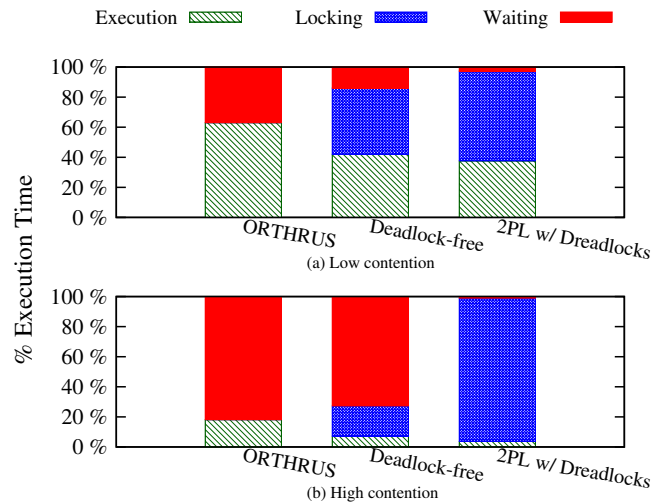 Execution Locking Waiting
% Execution Time
100 %
80 %
60 %
40 %
20 %
0 %
ORTHRUS Deadlock-free 2PL w/ Dreadlocks
(a) Low contention
100 %
80 %
60 %
40 %
20 %
0 %
ORTHRUS Deadlock-free 2PL w/ Dreadlocks
(b) High contention